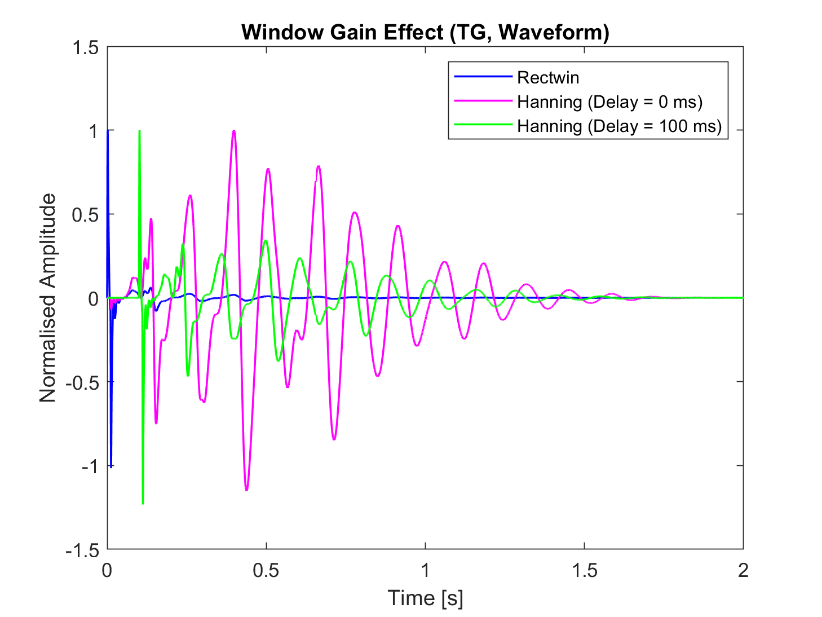 Window Gain Effect (TG, Waveform)
Rectwin
Hanning (Delay = 0 ms)
Hanning (Delay = 100 ms)
Normalised Amplitude
1.5
1
0.5
0
-0.5
-1
-1.5
0 0.5 1 1.5 2
Time [s]